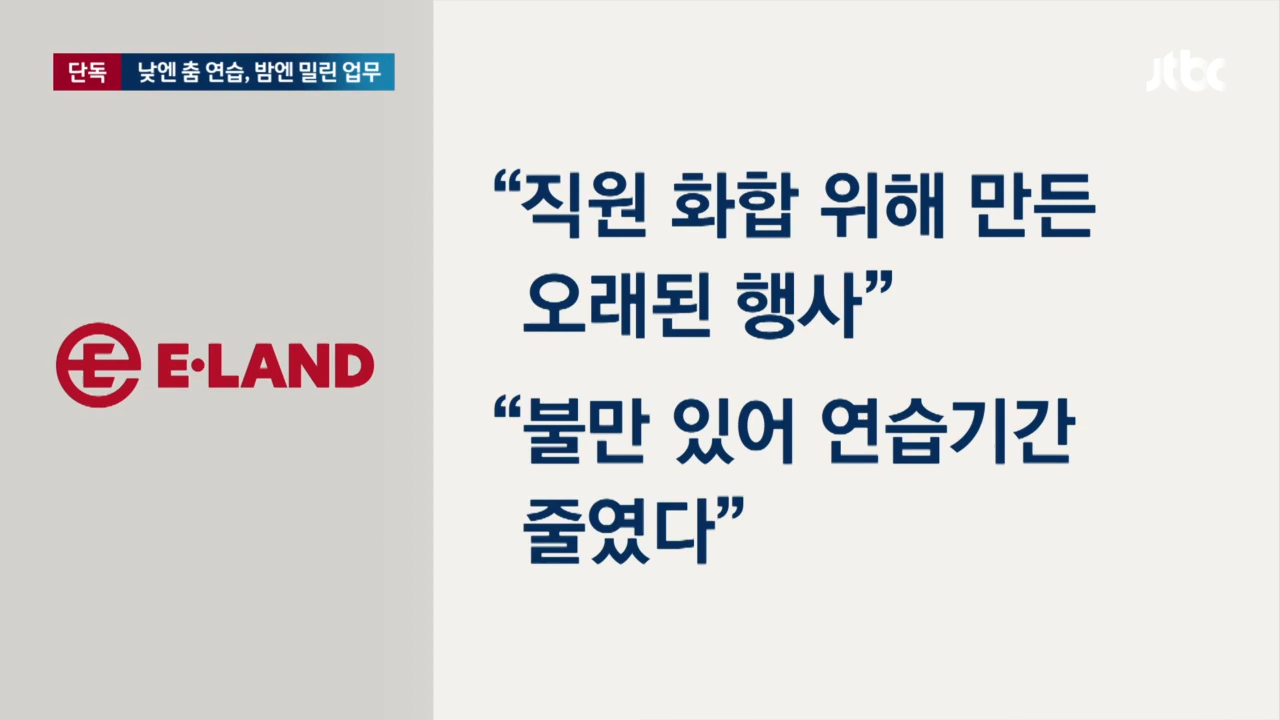 단독 낮엔 춤 연습, 밤엔 밀린 업무
jtbc
“직원 화합 위해 만든
오래된 행사”
E E·LAND
“불만 있어 연습기간
줄였다”